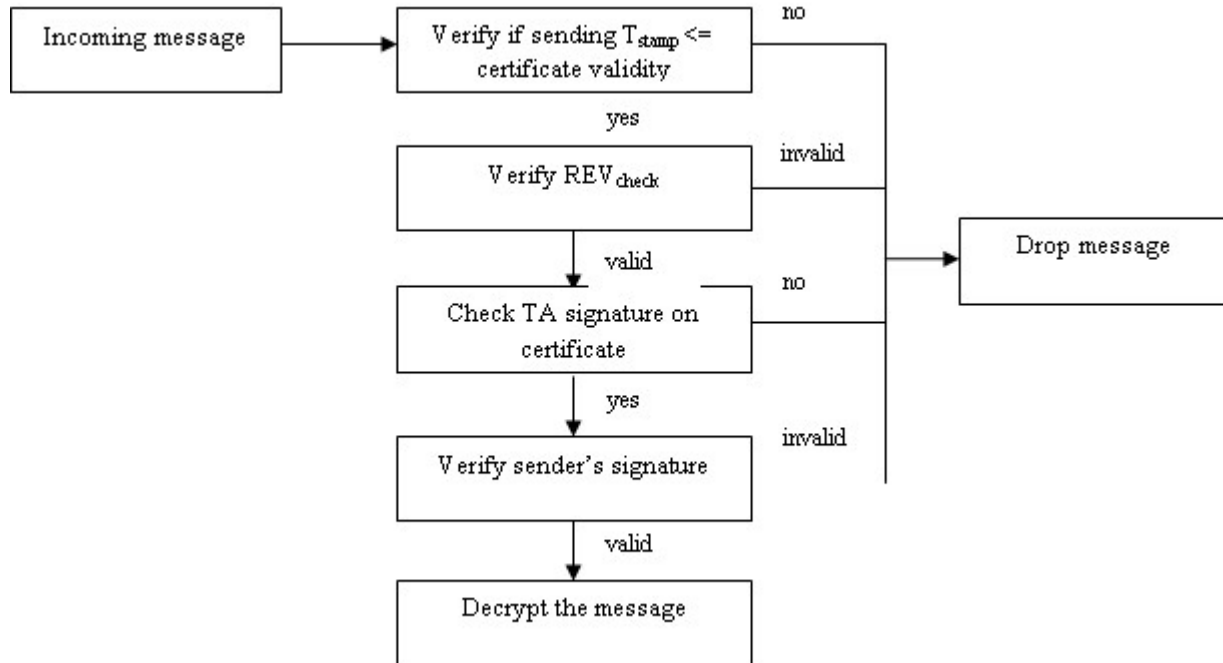 Incoming message
Verify if sending Tstamp <=
certificate validity
no
yes
Verify REVcheck
invalid
Drop message
valid
Check TA signature on
certificate
no
yes
Verify sender's signature
invalid
valid
Decrypt the message